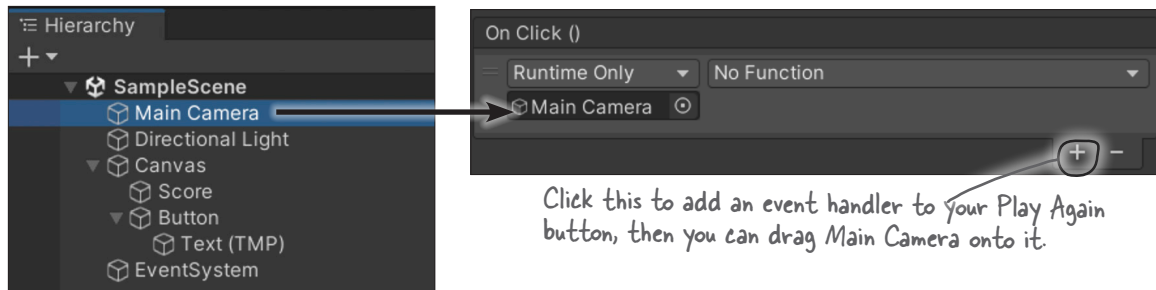 Hierarchy
SampleScene
Main Camera
Directional Light
Canvas
Score
Button
Text (TMP)
EventSystem
On Click ()
Runtime Only No Function
Main Camera
Click this to add an event handler to your Play Again
button, then you can drag Main Camera onto it.